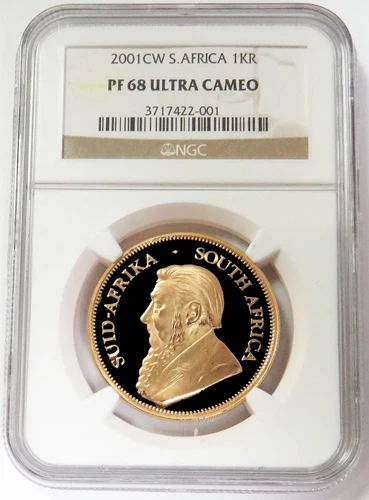 2001CW S.AFRICA 1KR
PF 68 ULTRA CAMEO
3717422-001
NGC
SUID-AFRIKA · SOUTH AFRICA